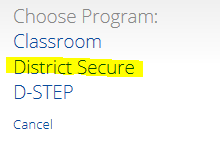 Choose Program:
Classroom
District Secure
D-STEP
Cancel